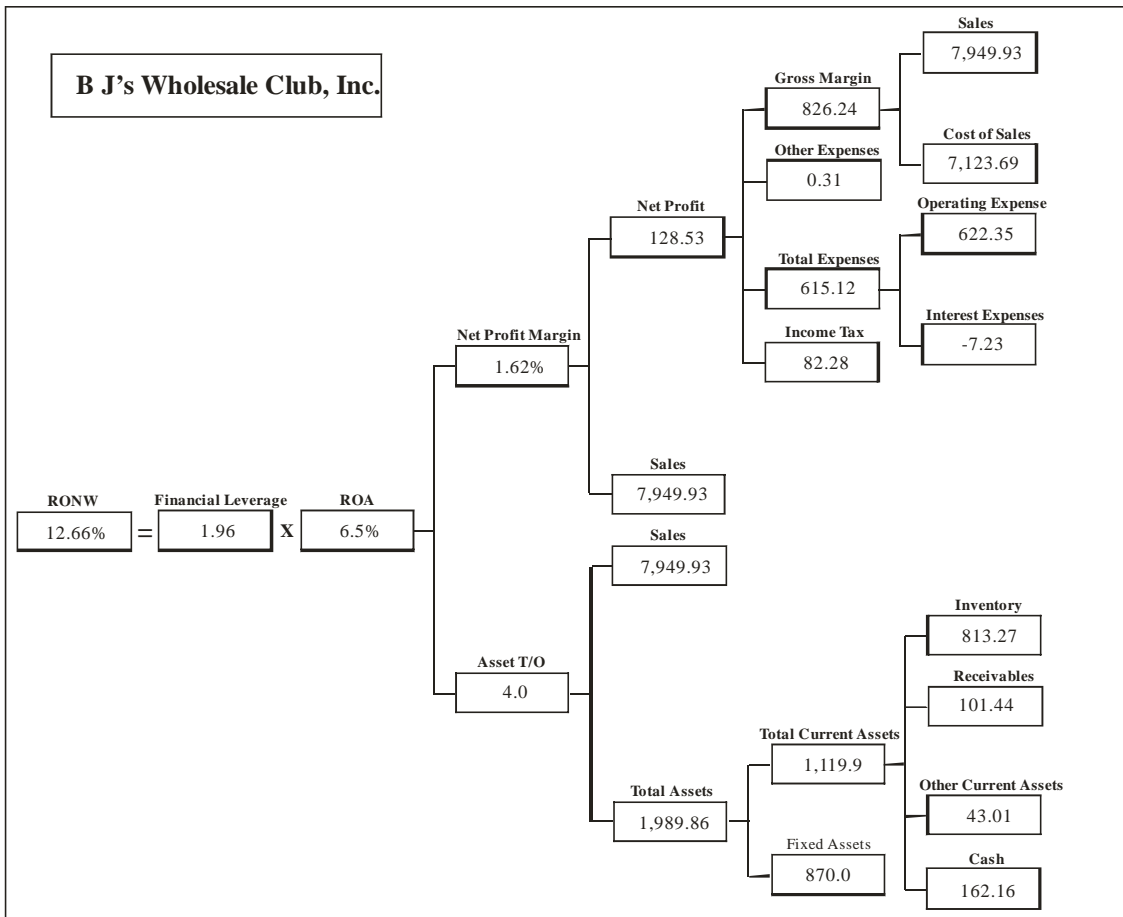 B J's Wholesale Club, Inc.
Sales
7,949.93
Gross Margin
826.24
Cost of Sales
7,123.69
Other Expenses
0.31
Operating Expense
622.35
Net Profit
128.53
Total Expenses
615.12
Interest Expenses
-7.23
Income Tax
82.28
Net Profit Margin
1.62%
Sales
7,949.93
RONW
12.66%
=
Financial Leverage
1.96
X
ROA
6.5%
Sales
7,949.93
Asset T/O
4.0
Inventory
813.27
Receivables
101.44
Total Current Assets
1,119.9
Other Current Assets
43.01
Total Assets
1,989.86
Fixed Assets
870.0
Cash
162.16